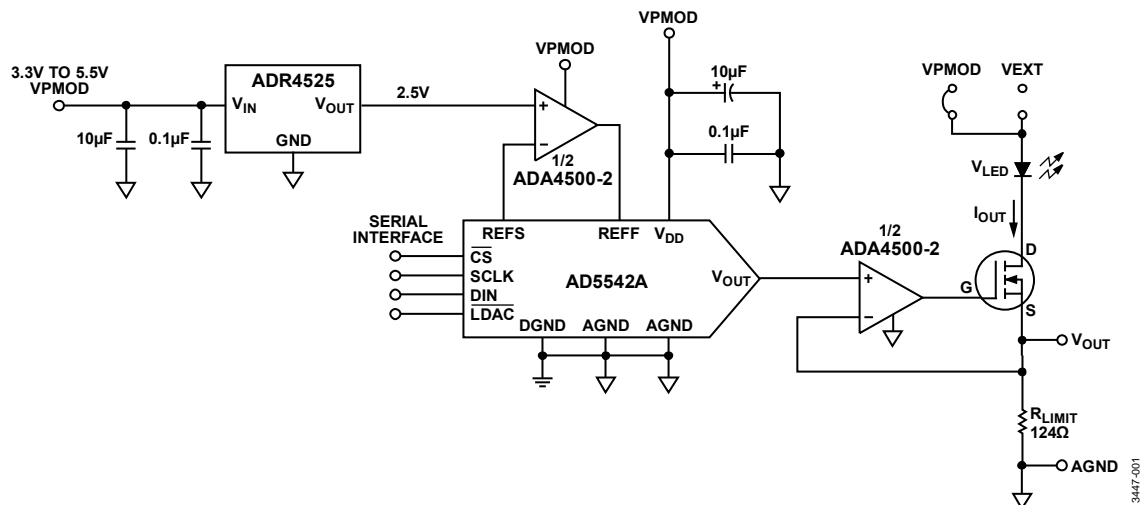 VPMOD
VPMOD
VPMOD VEXT
3.3V TO 5.5V
VPMOD
ADR4525
VIN
VOUT
GND
2.5V
10µF
0.1µF
+
−
1/2
ADA4500-2
+
10µF
0.1µF
VLED
IOUT
SERIAL
INTERFACE
REFS
REFF
VDD
CS
SCLK
DIN
LDAC
AD5542A
VOUT
DGND
AGND
AGND
1/2
ADA4500-2
+
−
D
G
S
VOUT
RLIMIT
124Ω
AGND
3447-001